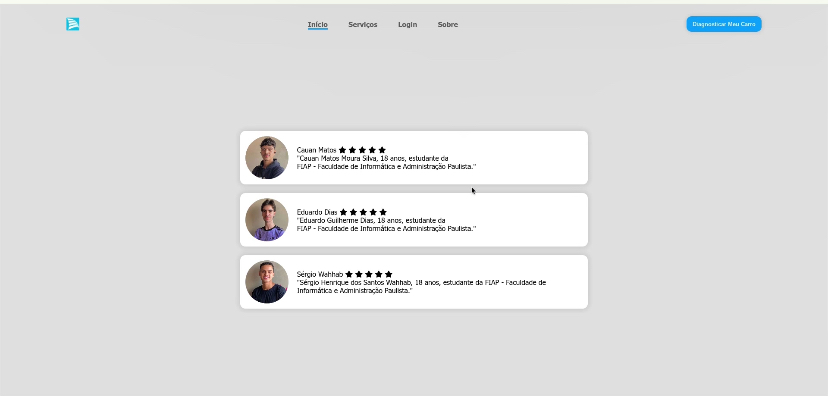 Início
Serviços
Login
Sobre
Diagnosticar Meu Carro
Cauan Matos
"Cauan Matos Moura Silva, 18 anos, estudante da
FIAP - Faculdade de Informática e Administração Paulista."
Eduardo Dias
"Eduardo Guilherme Dias, 18 anos, estudante da
FIAP - Faculdade de Informática e Administração Paulista."
Sérgio Wahhab
"Sérgio Henrique dos Santos Wahhab, 18 anos, estudante da FIAP - Faculdade de
Informática e Administração Paulista."